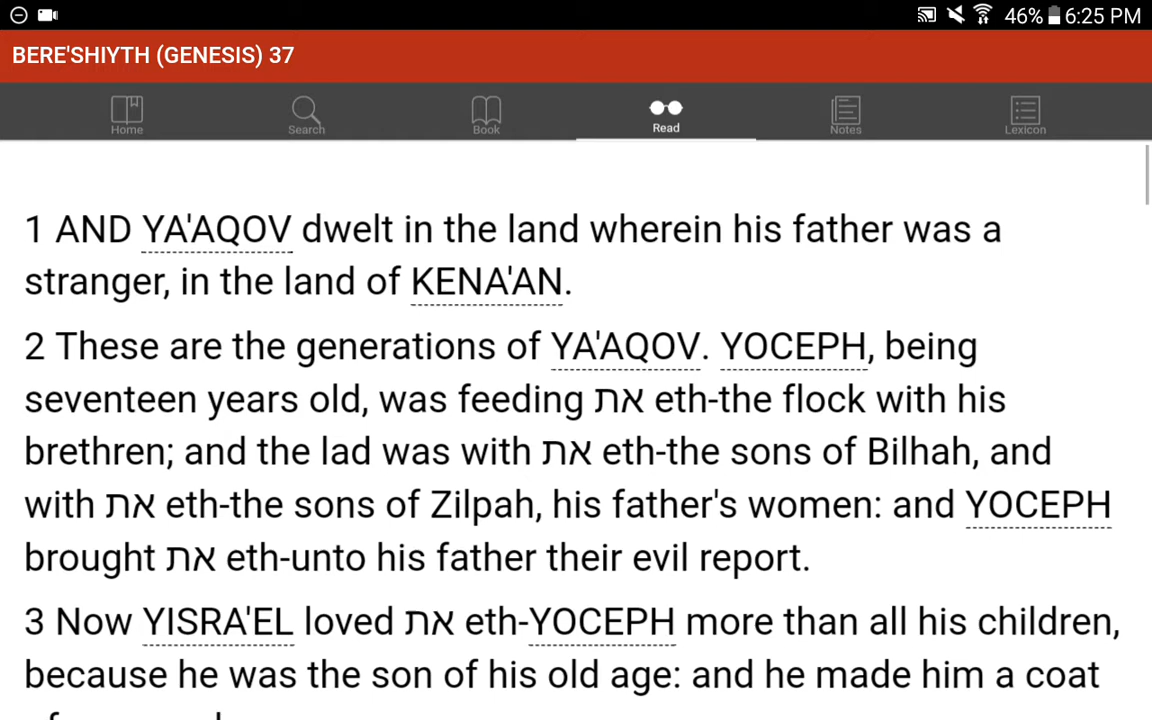 46% 6:25 PM
BERE'SHIYTH (GENESIS) 37
Home Search Book Read Notes Lexicon
1 AND YA'AQOV dwelt in the land wherein his father was a
stranger, in the land of KENA'AN.
2 These are the generations of YA'AQOV. YOCEPH, being
seventeen years old, was feeding את eth-the flock with his
brethren; and the lad was with את eth-the sons of Bilhah, and
with את eth-the sons of Zilpah, his father's women: and YOCEPH
brought את eth-unto his father their evil report.
3 Now YISRA'EL loved את eth-YOCEPH more than all his children,
because he was the son of his old age: and he made him a coat